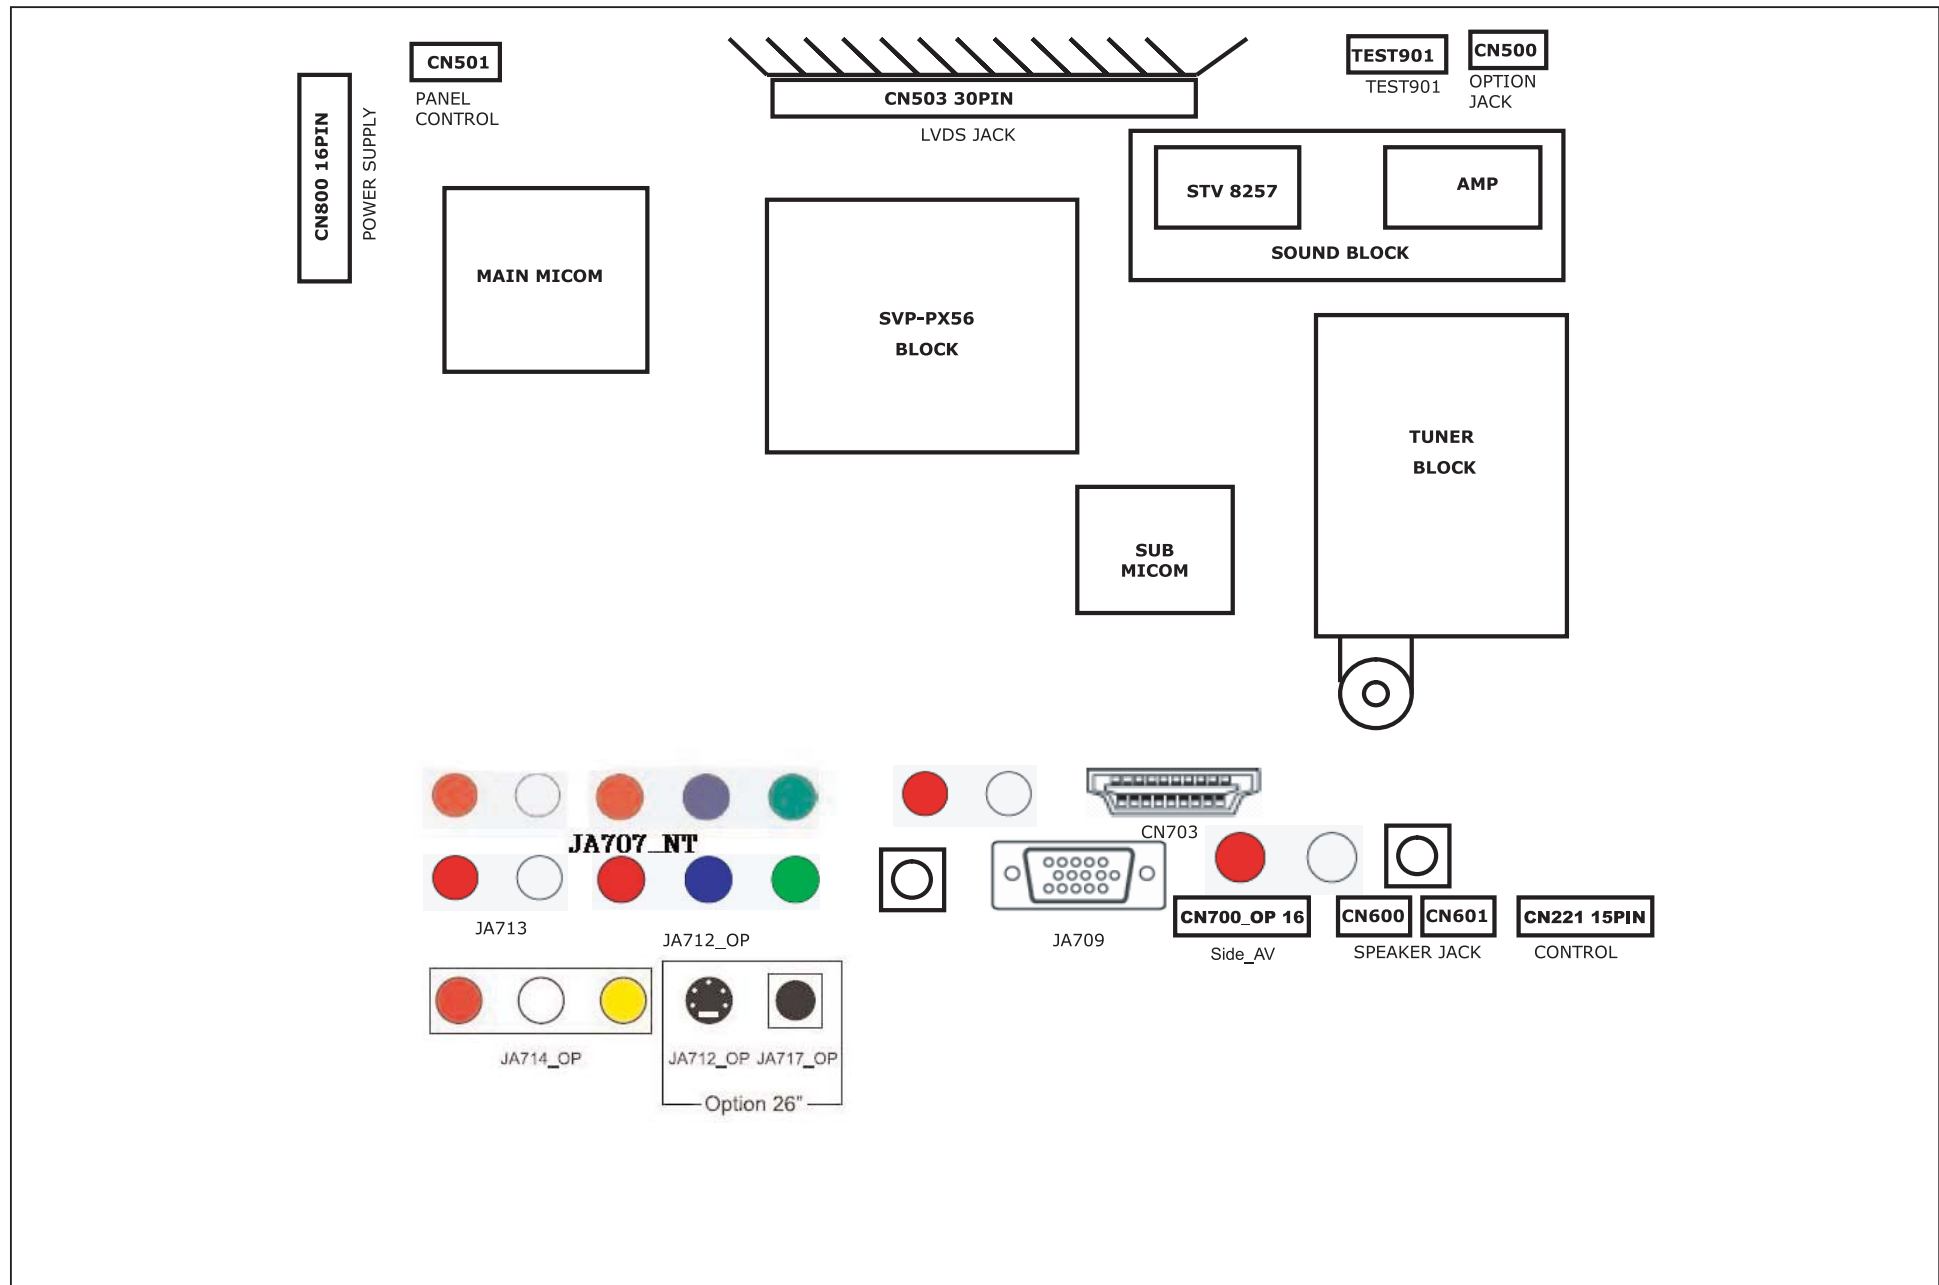 CN501
PANEL
CONTROL
CN800 16PIN
POWER SUPPLY
CN503 30PIN
LVDS JACK
TEST901
TEST901
CN500
OPTION
JACK
STV 8257
AMP
SOUND BLOCK
MAIN MICOM
SVP-PX56
BLOCK
TUNER
BLOCK
SUB
MICOM
JA707_NT
CN703
JA713
JA712_OP
JA709
CN700_OP 16
Side_AV
CN600
CN601
SPEAKER JACK
CN221 15PIN
CONTROL
JA714_OP
JA712_OP
JA717_OP
Option 26"